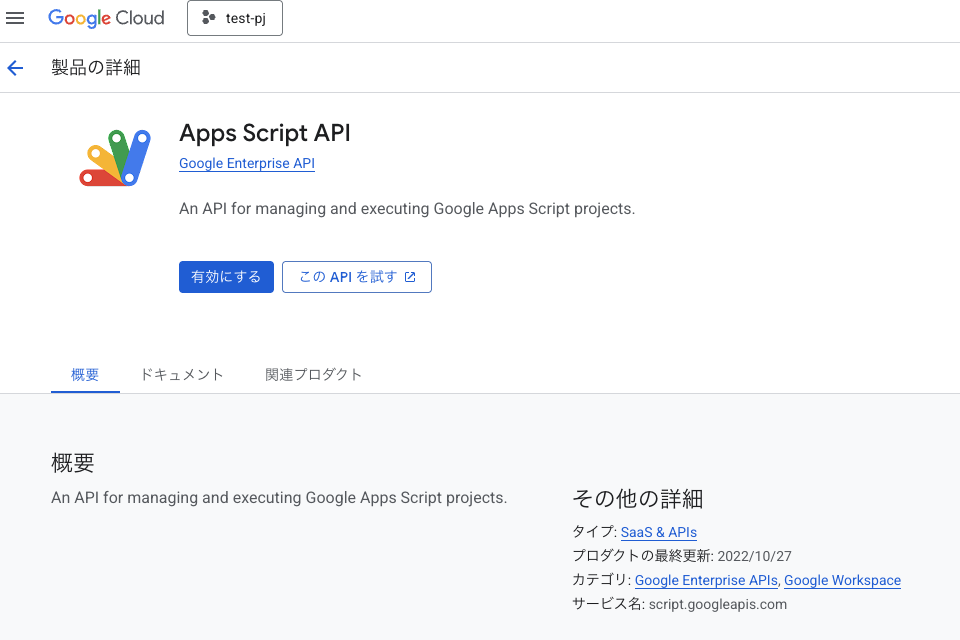 Google Cloud
test-pj
製品の詳細
Apps Script API
Google Enterprise API
An API for managing and executing Google Apps Script projects.
有効にする
この API を試す
概要
ドキュメント
関連プロダクト
概要
An API for managing and executing Google Apps Script projects.
その他の詳細
タイプ: SaaS & APIs
プロダクトの最終更新: 2022/10/27
カテゴリ: Google Enterprise APIs, Google Workspace
サービス名: script.googleapis.com